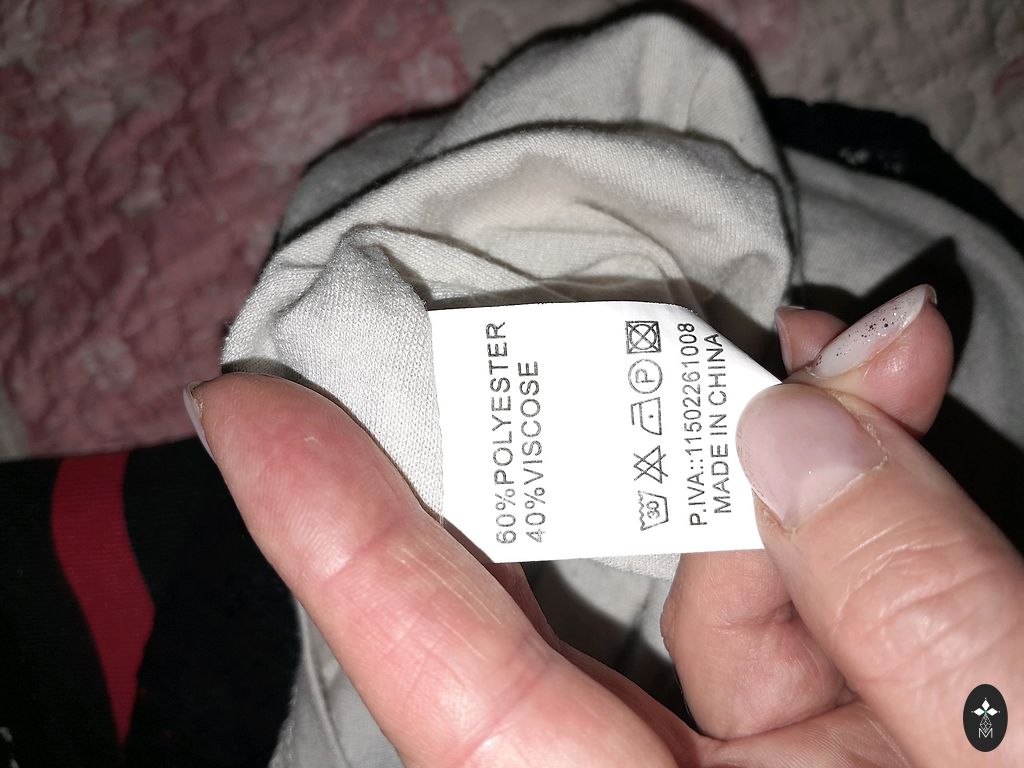 60%POLYESTER
40%VISCOSE
30 P
P.IVA::11502261008
MADE IN CHINA
M